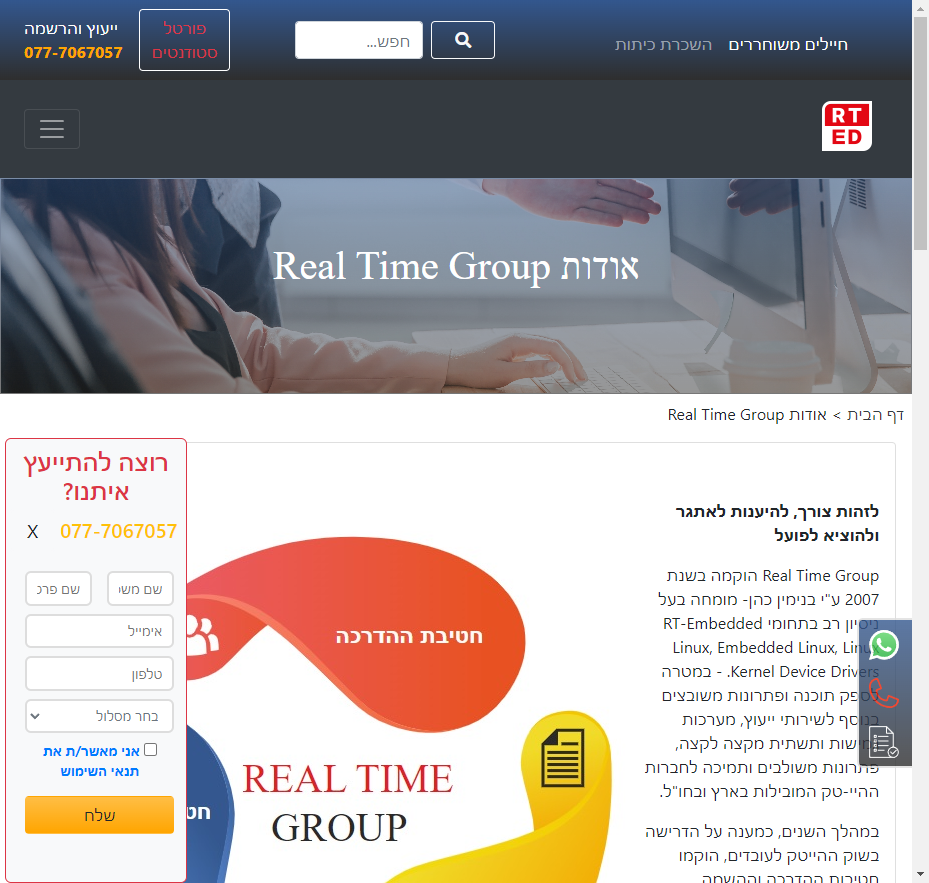 חיילים משוחררים
השכרת כיתות
חפש...
פורטל
סטודנטים
ייעוץ והרשמה
077-7067057
RT
ED
אודות Real Time Group
דף הבית > אודות Real Time Group
לזהות צורך, להיענות לאתגר
ולהוציא לפועל
Real Time Group הוקמה בשנת
2007 ע"י בנימין כהן- מומחה בעל
ניסיון רב בתחומי RT-Embedded
Linux, Embedded Linux, Linux
Kernel Device Drivers. - במטרה
לספק תוכנה ופתרונות משובצים
בנוסף לשירותי ייעוץ, מערכות
גמישות ותשתית מקצה לקצה,
פתרונות משולבים ותמיכה לחברות
ההיי-טק המובילות בארץ ובחו"ל.
במהלך השנים, כמענה על הדרישה
בשוק ההייטק לעובדים, הוקמו
חטיבות ההדרכה וההשמה
חטיבת ההדרכה
REAL TIME
GROUP
חט
רוצה להתייעץ
איתנו?
077-7067057
X
שם משפ
שם פרט
אימייל
טלפון
בחר מסלול
אני מאשר/ת את
תנאי השימוש
שלח